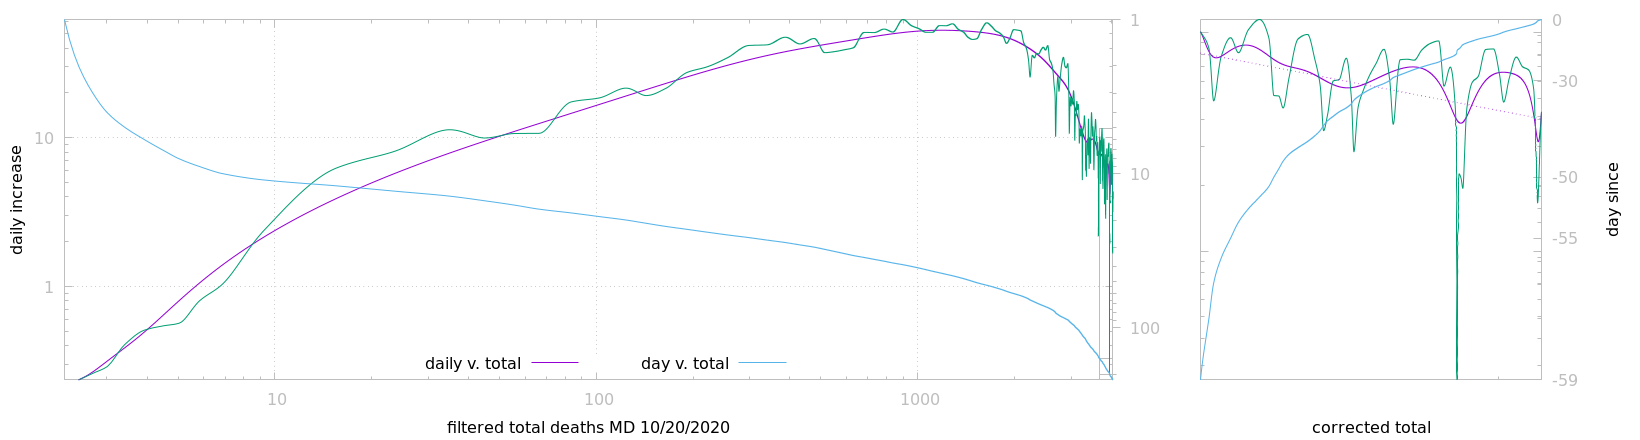 1
0
10
-30
daily increase
10
-50
day since
-55
1
100
daily v. total
day v. total
-59
10
100
1000
filtered total deaths MD 10/20/2020
corrected total